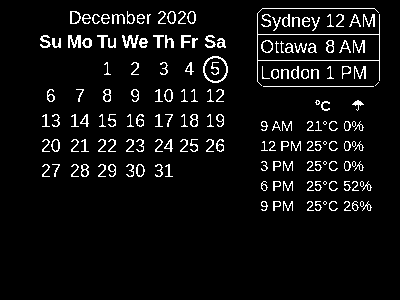 December 2020
Su Mo Tu We Th Fr Sa
1 2 3 4 5
6 7 8 9 10 11 12
13 14 15 16 17 18 19
20 21 22 23 24 25 26
27 28 29 30 31
Sydney 12 AM
Ottawa 8 AM
London 1 PM
°C ☂
9 AM 21°C 0%
12 PM 25°C 0%
3 PM 25°C 0%
6 PM 25°C 52%
9 PM 25°C 26%